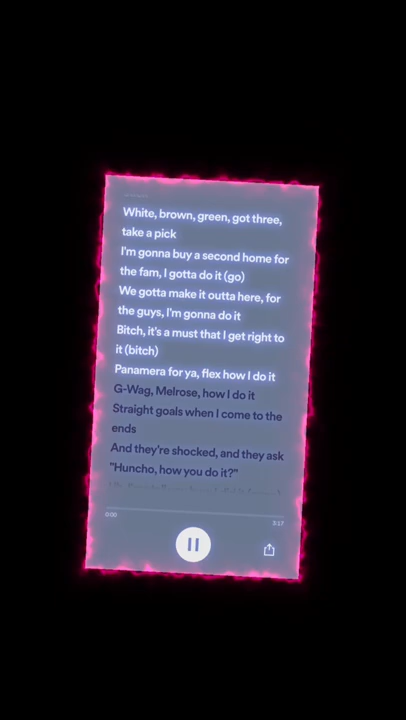 White, brown, green, got three,
take a pick
I'm gonna buy a second home for
the fam, I gotta do it (go)
We gotta make it outta here, for
the guys, I'm gonna do it
Bitch, it's a must that I get right to
it (bitch)
Panamera for ya, flex how I do it
G-Wag, Melrose, how I do it
Straight goals when I come to the
ends
And they're shocked, and they ask
"Huncho, how you do it?"
0:00
3:17